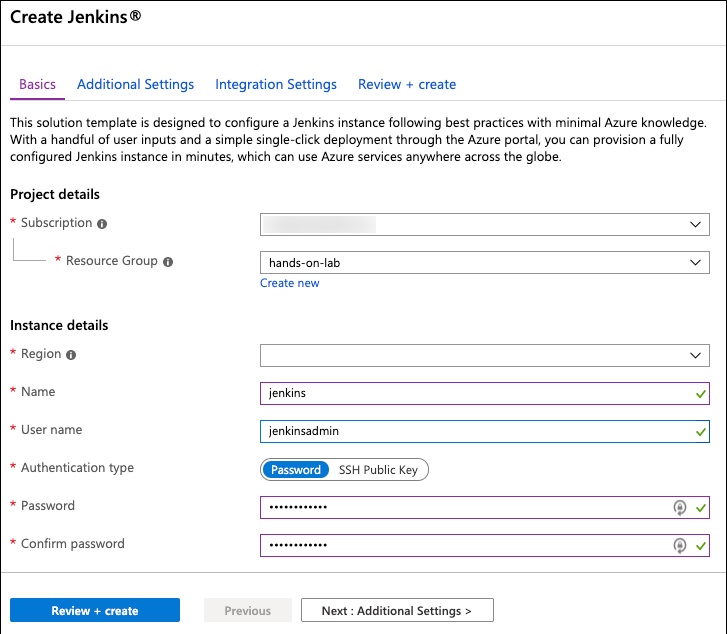 Create Jenkins®
Basics Additional Settings Integration Settings Review + create
This solution template is designed to configure a Jenkins instance following best practices with minimal Azure knowledge.
With a handful of user inputs and a simple single-click deployment through the Azure portal, you can provision a fully
configured Jenkins instance in minutes, which can use Azure services anywhere across the globe.
Project details
* Subscription
* Resource Group hands-on-lab
Create new
Instance details
* Region
* Name jenkins
* User name jenkinsadmin
* Authentication type Password SSH Public Key
* Password ••••••••••••
* Confirm password ••••••••••••
Review + create Previous Next : Additional Settings >